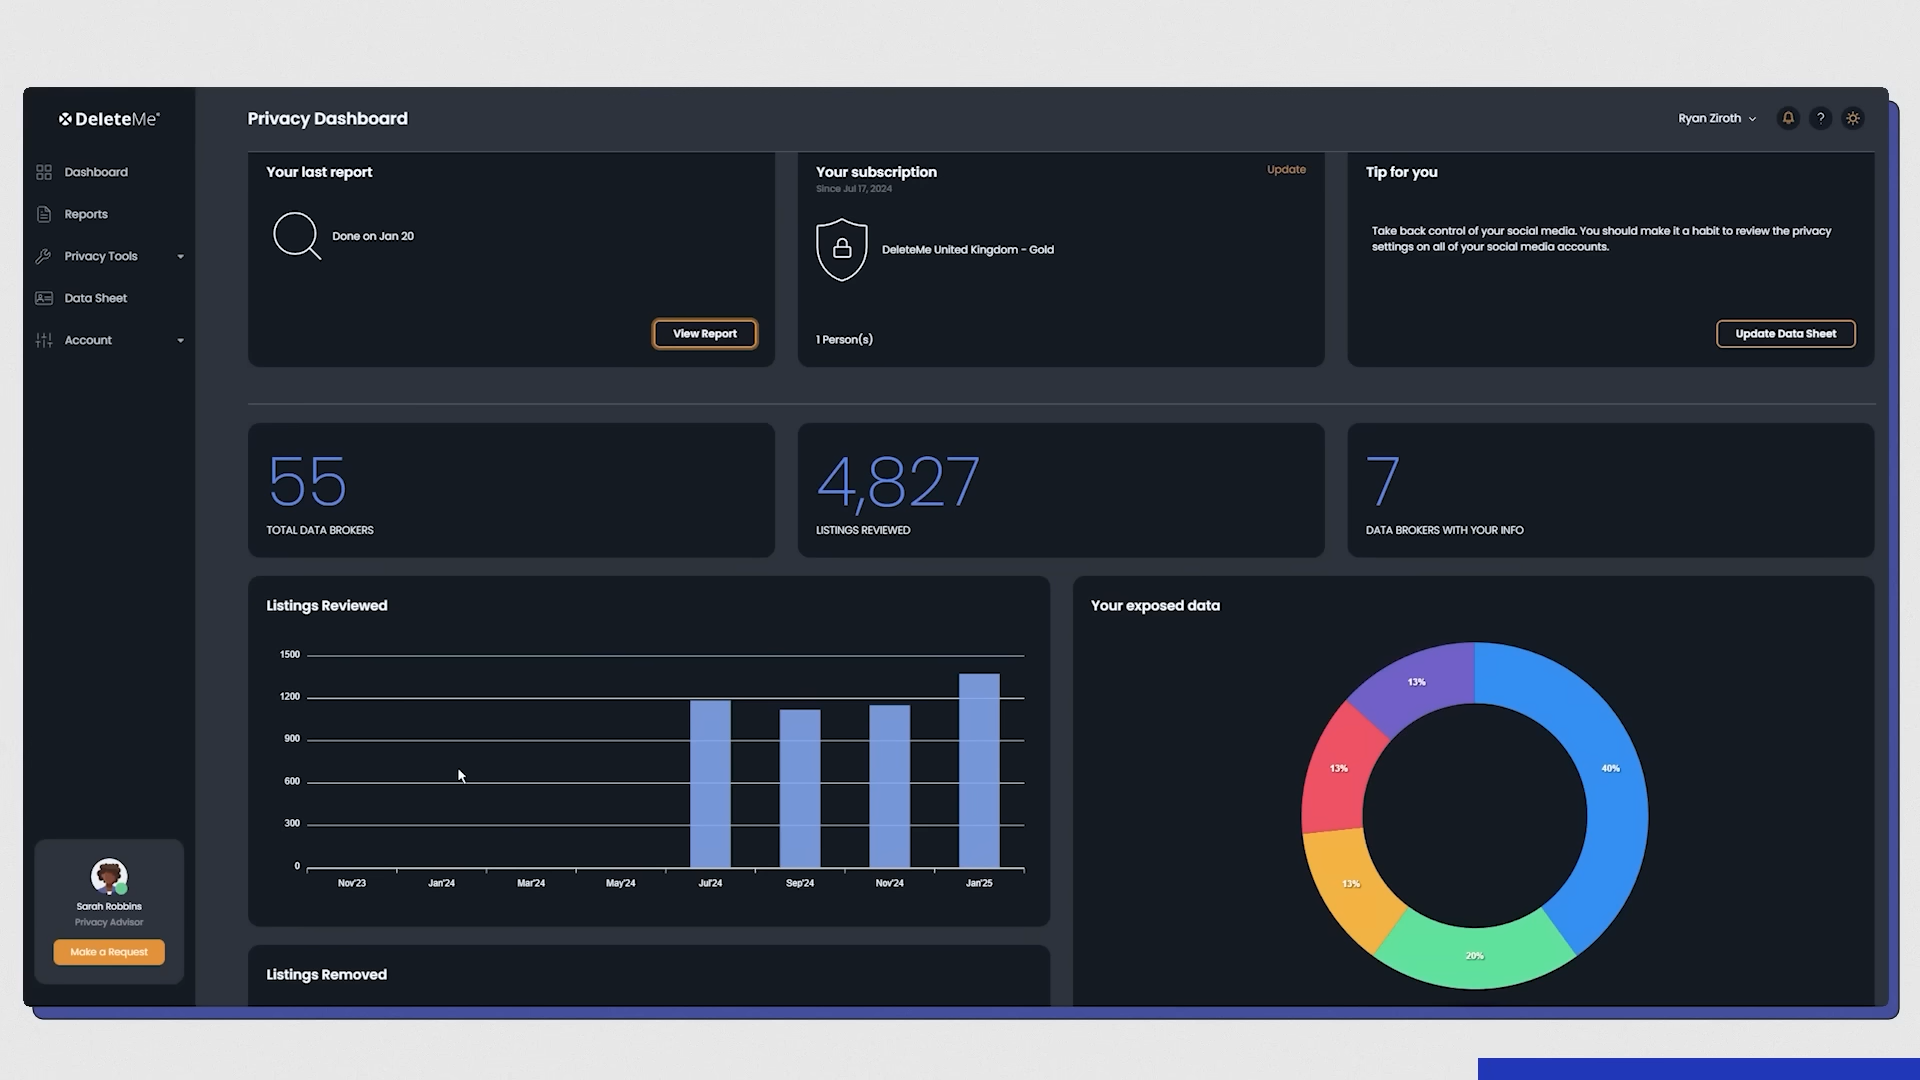 DeleteMe
Privacy Dashboard
Ryan Ziroth
?
Dashboard
Reports
Privacy Tools
Data Sheet
Account
Your last report
Done on Jan 20
View Report
Your subscription
Update
Since Jul 17, 2024
DeleteMe United Kingdom - Gold
1 Person(s)
Tip for you
Take back control of your social media. You should make it a habit to review the privacy
settings on all of your social media accounts.
Update Data Sheet
55
TOTAL DATA BROKERS
4,827
LISTINGS REVIEWED
7
DATA BROKERS WITH YOUR INFO
Listings Reviewed
1500
1200
900
600
300
0
Nov'23 Jan'24 Mar'24 May'24 Jul'24 Sep'24 Nov'24 Jan'25
Your exposed data
13%
40%
13%
13%
20%
Listings Removed
Sarah Robbins
Privacy Advisor
Make a Request